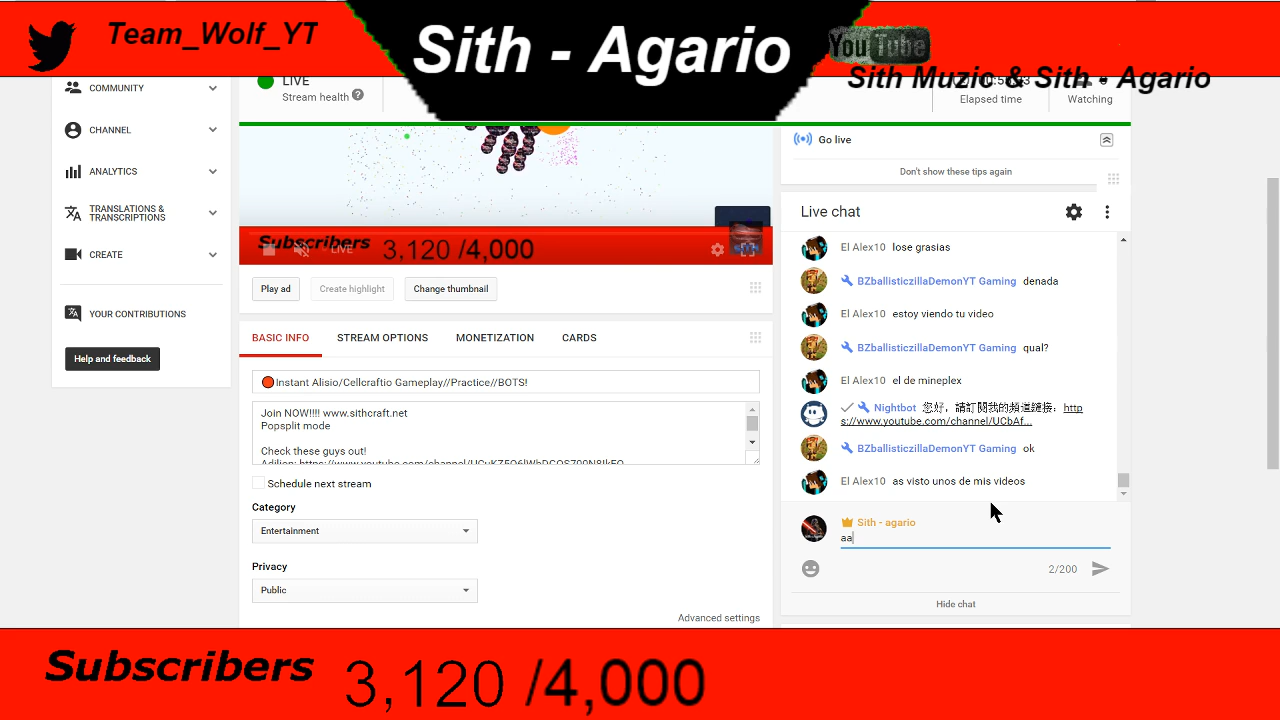 Team_Wolf_YT
Sith - Agario
YouTube
Sith Muzic & Sith - Agario
COMMUNITY
CHANNEL
ANALYTICS
TRANSLATIONS &
TRANSCRIPTIONS
CREATE
YOUR CONTRIBUTIONS
Help and feedback
LIVE
Stream health
Elapsed time
Watching
Subscribers 3,120 /4,000
LIVE
Play ad
Create highlight
Change thumbnail
BASIC INFO
STREAM OPTIONS
MONETIZATION
CARDS
Instant Alisio/Cellcraftio Gameplay//Practice//BOTS!
Join NOW!!!! www.sithcraft.net
Popsplit mode
Check these guys out!
Schedule next stream
Category
Entertainment
Privacy
Public
Advanced settings
Go live
Don't show these tips again
Live chat
El Alex10 lose grasias
BZballisticzillaDemonYT Gaming denada
El Alex10 estoy viendo tu video
BZballisticzillaDemonYT Gaming qual?
El Alex10 el de mineplex
Nightbot 您好，請訂閱我的頻道鏈接：http
s://www.youtube.com/channel/UCbAf...
BZballisticzillaDemonYT Gaming ok
El Alex10 as visto unos de mis videos
Sith - agario
aa
2/200
Hide chat
Subscribers 3,120 /4,000